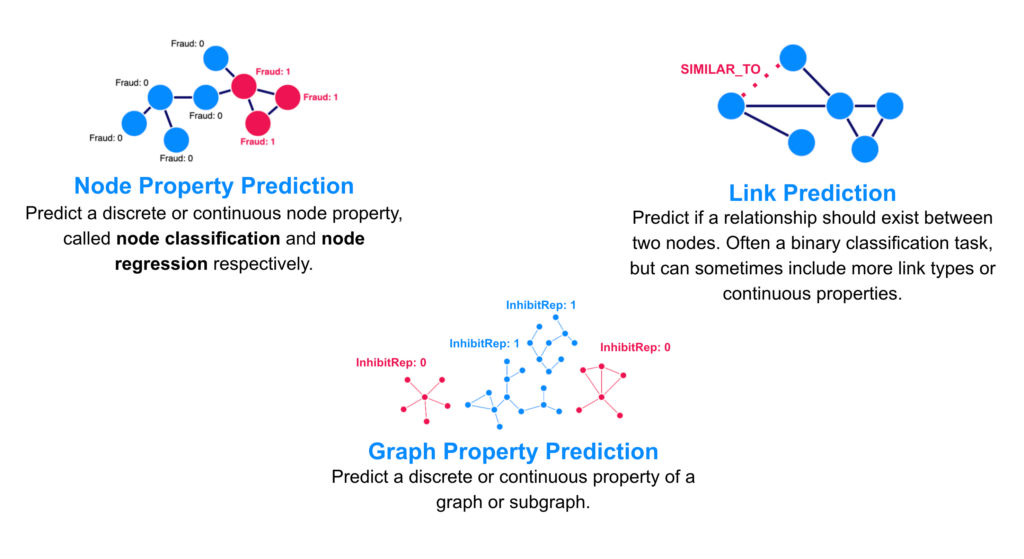 Fraud: 0
Fraud: 1
Fraud: 0
Fraud: 1
Fraud: 0
Fraud: 0
Fraud: 1
Fraud: 0
Node Property Prediction
Predict a discrete or continuous node property,
called node classification and node
regression respectively.
SIMILAR_TO
Link Prediction
Predict if a relationship should exist between
two nodes. Often a binary classification task,
but can sometimes include more link types or
continuous properties.
InhibitRep: 1
InhibitRep: 1
InhibitRep: 0
InhibitRep: 0
Graph Property Prediction
Predict a discrete or continuous property of a
graph or subgraph.